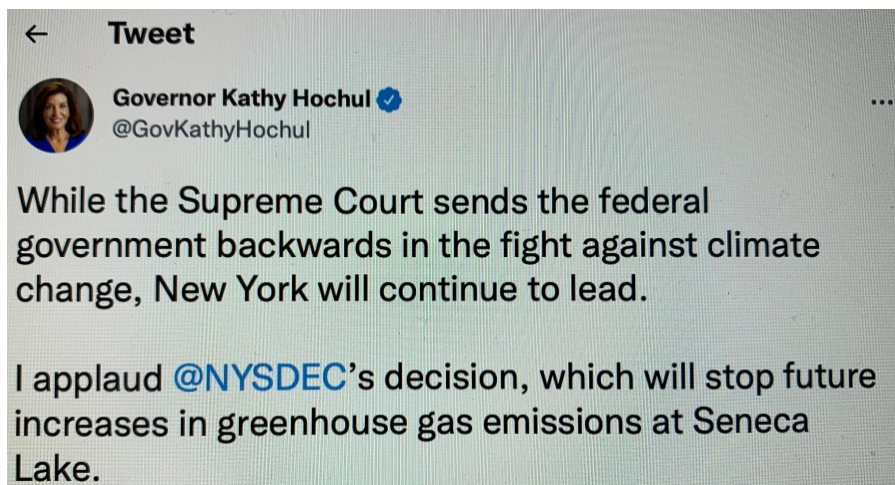 Tweet
Governor Kathy Hochul
@GovKathyHochul
While the Supreme Court sends the federal
government backwards in the fight against climate
change, New York will continue to lead.
I applaud @NYSDEC’s decision, which will stop future
increases in greenhouse gas emissions at Seneca
Lake.